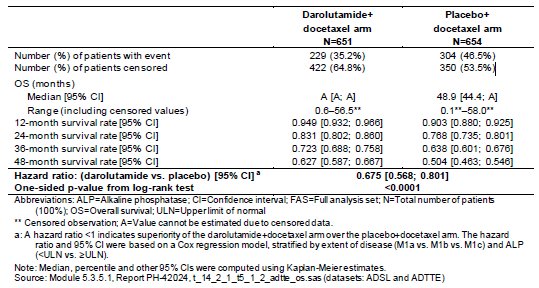 Darolutamide+ Placebo+
docetaxel arm docetaxel arm
N=651 N=654
Number (%) of patients with event 229 (35.2%) 304 (46.5%)
Number (%) of patients censored 422 (64.8%) 350 (53.5%)
OS (months)
Median [95% CI] A [A; A] 48.9 [44.4; A]
Range (including censored values) 0.6–56.5** 0.1**–58.0**
12-month survival rate [95% CI] 0.949 [0.932; 0.966] 0.903 [0.880; 0.925]
24-month survival rate [95% CI] 0.831 [0.802; 0.860] 0.768 [0.735; 0.801]
36-month survival rate [95% CI] 0.723 [0.688; 0.758] 0.638 [0.601; 0.676]
48-month survival rate [95% CI] 0.627 [0.587; 0.667] 0.504 [0.463; 0.546]
Hazard ratio: (darolutamide vs. placebo) [95% CI] a 0.675 [0.568; 0.801]
One-sided p-value from log-rank test <0.0001
Abbreviations: ALP=Alkaline phosphatase; CI=Confidence interval; FAS=Full analysis set; N=Total number of patients
(100%); OS=Overall survival; ULN=Upper limit of normal
** Censored observation; A=Value cannot be estimated due to censored data.
a: A hazard ratio <1 indicates superiority of the darolutamide+docetaxel arm over the placebo+docetaxel arm. The hazard
ratio and 95% CI were based on a Cox regression model, stratified by extent of disease (M1a vs. M1b vs. M1c) and ALP
(<ULN vs. ≥ULN).
Note: Median, percentile and other 95% CIs were computed using Kaplan-Meier estimates.
Source: Module 5.3.5.1, Report PH-42024, t_14_2_1_t5_1_2_adtte_os.sas (datasets: ADSL and ADTTE)